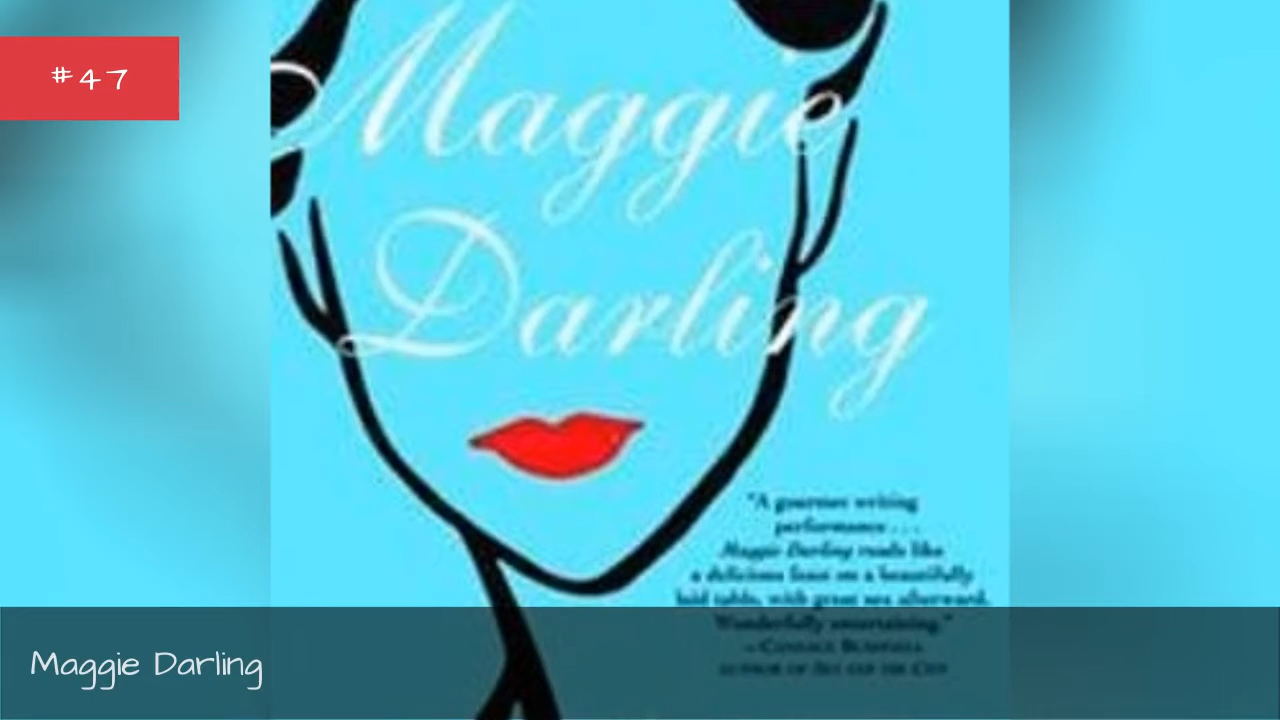 #47
Maggie
Darling
"A gourmet writing
performance . . .
Maggie Darling reads like
a delicious feast on a beautifully
laid table, with great sex afterward.
Wonderfully entertaining."
—Candace Bushnell
author of Sex and the City
Maggie Darling